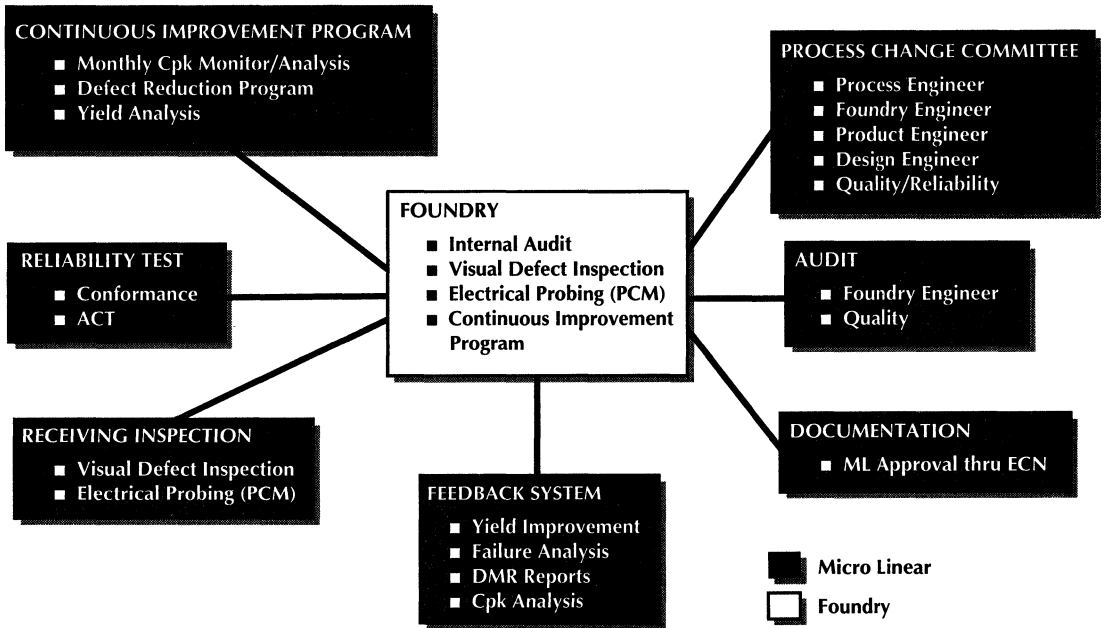 CONTINUOUS IMPROVEMENT PROGRAM
■ Monthly Cpk Monitor/Analysis
■ Defect Reduction Program
■ Yield Analysis
PROCESS CHANGE COMMITTEE
■ Process Engineer
■ Foundry Engineer
■ Product Engineer
■ Design Engineer
■ Quality/Reliability
FOUNDRY
■ Internal Audit
■ Visual Defect Inspection
■ Electrical Probing (PCM)
■ Continuous Improvement
Program
RELIABILITY TEST
■ Conformance
■ ACT
AUDIT
■ Foundry Engineer
■ Quality
RECEIVING INSPECTION
■ Visual Defect Inspection
■ Electrical Probing (PCM)
DOCUMENTATION
■ ML Approval thru ECN
FEEDBACK SYSTEM
■ Yield Improvement
■ Failure Analysis
■ DMR Reports
■ Cpk Analysis
Micro Linear
Foundry